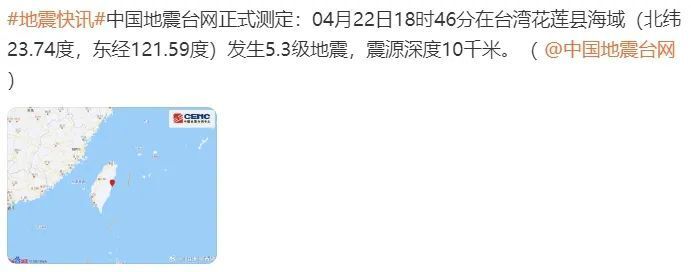 #地震快讯#中国地震台网正式测定：04月22日18时46分在台湾花莲县海域（北纬
23.74度，东经121.59度）发生5.3级地震，震源深度10千米。（ @中国地震台网
）
CENC